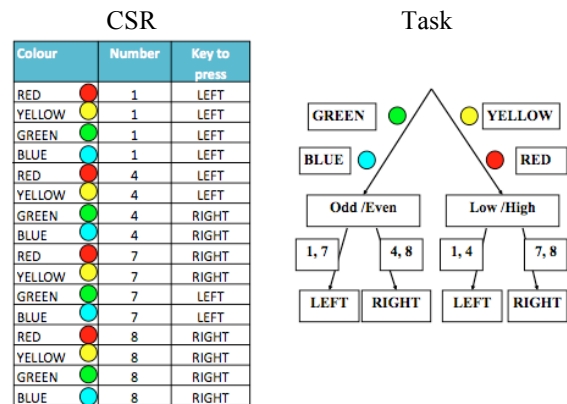 CSR
Colour Number Key to press
RED 1 LEFT
YELLOW 1 LEFT
GREEN 1 LEFT
BLUE 1 LEFT
RED 4 LEFT
YELLOW 4 LEFT
GREEN 4 RIGHT
BLUE 4 RIGHT
RED 7 RIGHT
YELLOW 7 RIGHT
GREEN 7 LEFT
BLUE 7 LEFT
RED 8 RIGHT
YELLOW 8 RIGHT
GREEN 8 RIGHT
BLUE 8 RIGHT
Task
GREEN YELLOW
BLUE RED
Odd /Even Low /High
1, 7 4, 8 1, 4 7, 8
LEFT RIGHT LEFT RIGHT